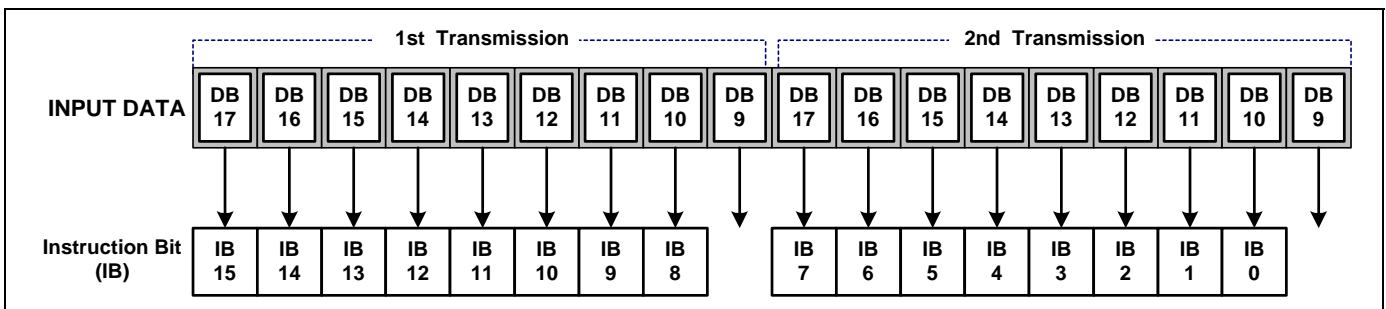 1st Transmission 2nd Transmission
INPUT DATA DB 17 DB 16 DB 15 DB 14 DB 13 DB 12 DB 11 DB 10 DB 9 DB 17 DB 16 DB 15 DB 14 DB 13 DB 12 DB 11 DB 10 DB 9
Instruction Bit (IB) IB 15 IB 14 IB 13 IB 12 IB 11 IB 10 IB 9 IB 8 IB 7 IB 6 IB 5 IB 4 IB 3 IB 2 IB 1 IB 0